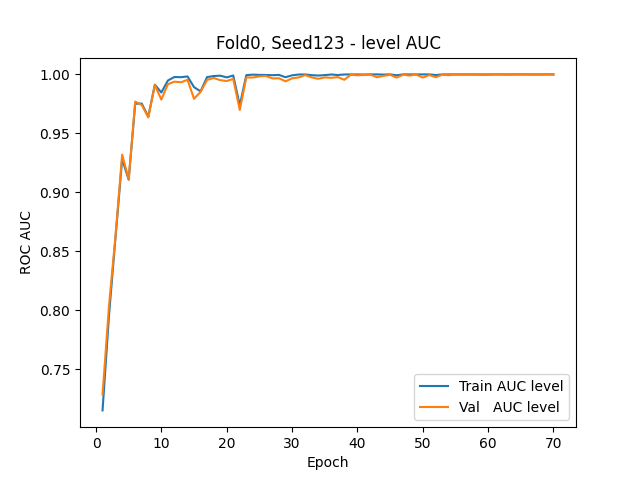 Fold0, Seed123 - level AUC
ROC AUC
1.00
0.95
0.90
0.85
0.80
0.75
0 10 20 30 40 50 60 70
Epoch
Train AUC level
Val   AUC level